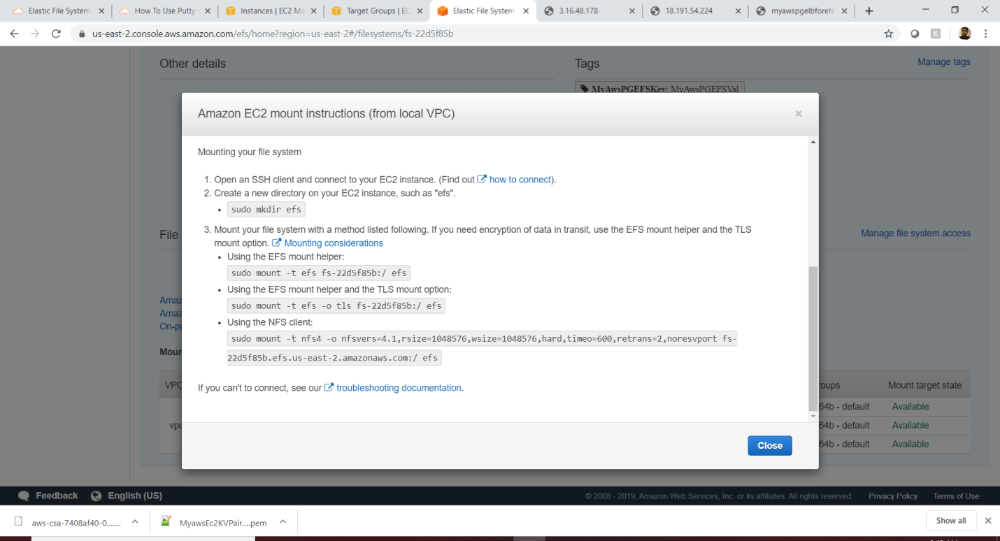 Elastic File System
How To Use Putty
Instances | EC2 Ma
Target Groups | EC
Elastic File System
3.16.48.178
18.191.54.224
myawspgelbforefs
us-east-2.console.aws.amazon.com/efs/home?region=us-east-2#/filesystems/fs-22d5f85b
Other details
Tags
Manage tags
MyAwsPGEFSKey: MyAwsPGEFSVal
Amazon EC2 mount instructions (from local VPC)
Mounting your file system
1. Open an SSH client and connect to your EC2 instance. (Find out how to connect).
2. Create a new directory on your EC2 instance, such as "efs".
• sudo mkdir efs
3. Mount your file system with a method listed following. If you need encryption of data in transit, use the EFS mount helper and the TLS
mount option. Mounting considerations
• Using the EFS mount helper:
sudo mount -t efs fs-22d5f85b:/ efs
• Using the EFS mount helper and the TLS mount option:
sudo mount -t efs -o tls fs-22d5f85b:/ efs
• Using the NFS client:
sudo mount -t nfs4 -o nfsvers=4.1,rsize=1048576,wsize=1048576,hard,timeo=600,retrans=2,noresvport fs-
22d5f85b.efs.us-east-2.amazonaws.com:/ efs
If you can't to connect, see our troubleshooting documentation.
Close
File
Manage file system access
Amaz
Amaz
On-pr
Moun
VPC
roups
Mount target state
64b - default
Available
vpc
64b - default
Available
64b - default
Available
Feedback
English (US)
© 2008 - 2019, Amazon Web Services, Inc. or its affiliates. All rights reserved.
Privacy Policy
Terms of Use
aws-csa-7408af40-0.......
MyawsEc2KVPair....pem
Show all